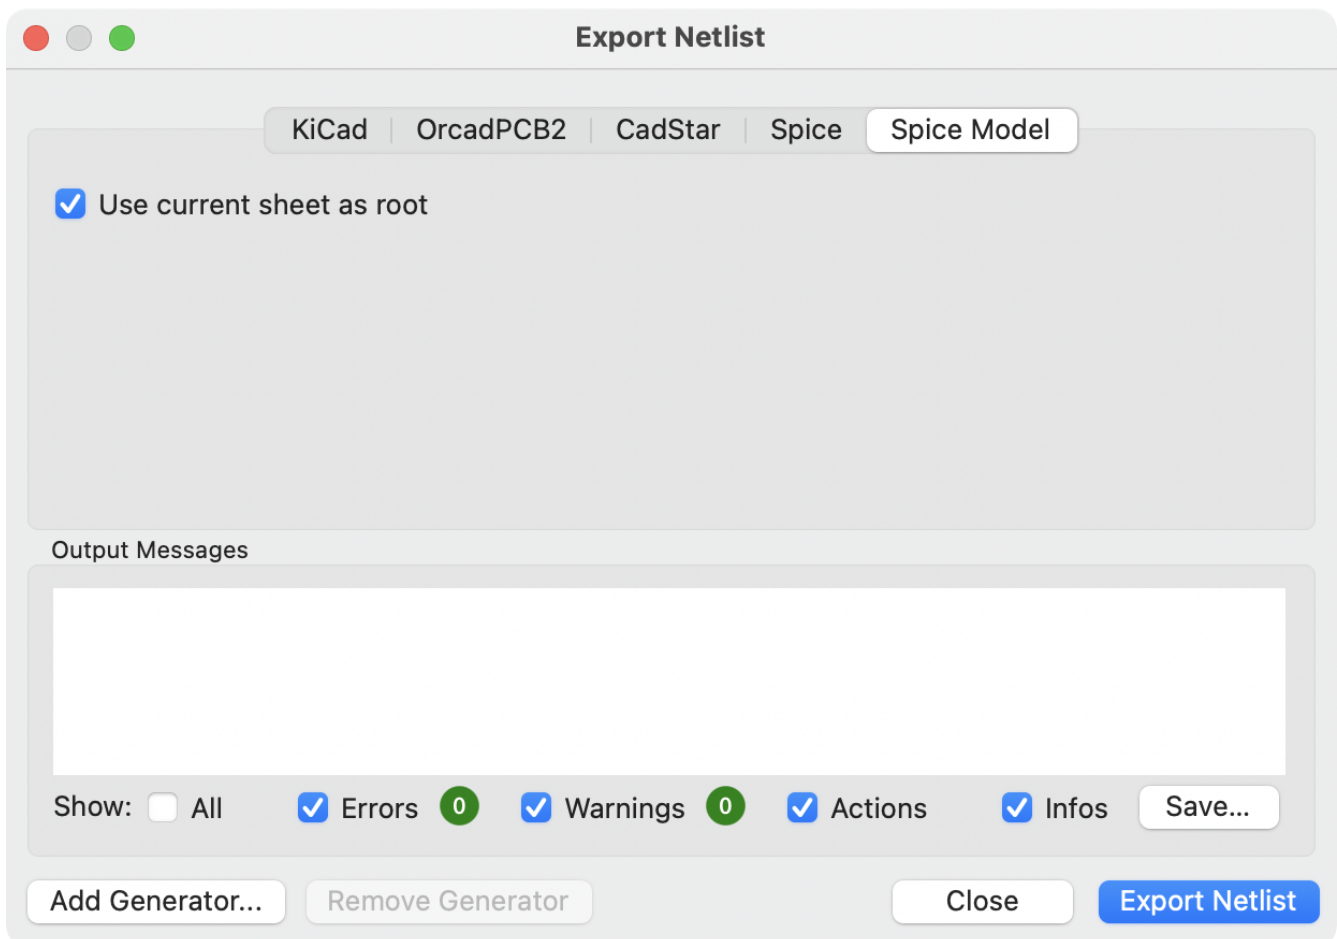 Export Netlist
KiCad OrcadPCB2 CadStar Spice Spice Model
Use current sheet as root
Output Messages
Show: All Errors 0 Warnings 0 Actions Infos Save...
Add Generator... Remove Generator Close Export Netlist